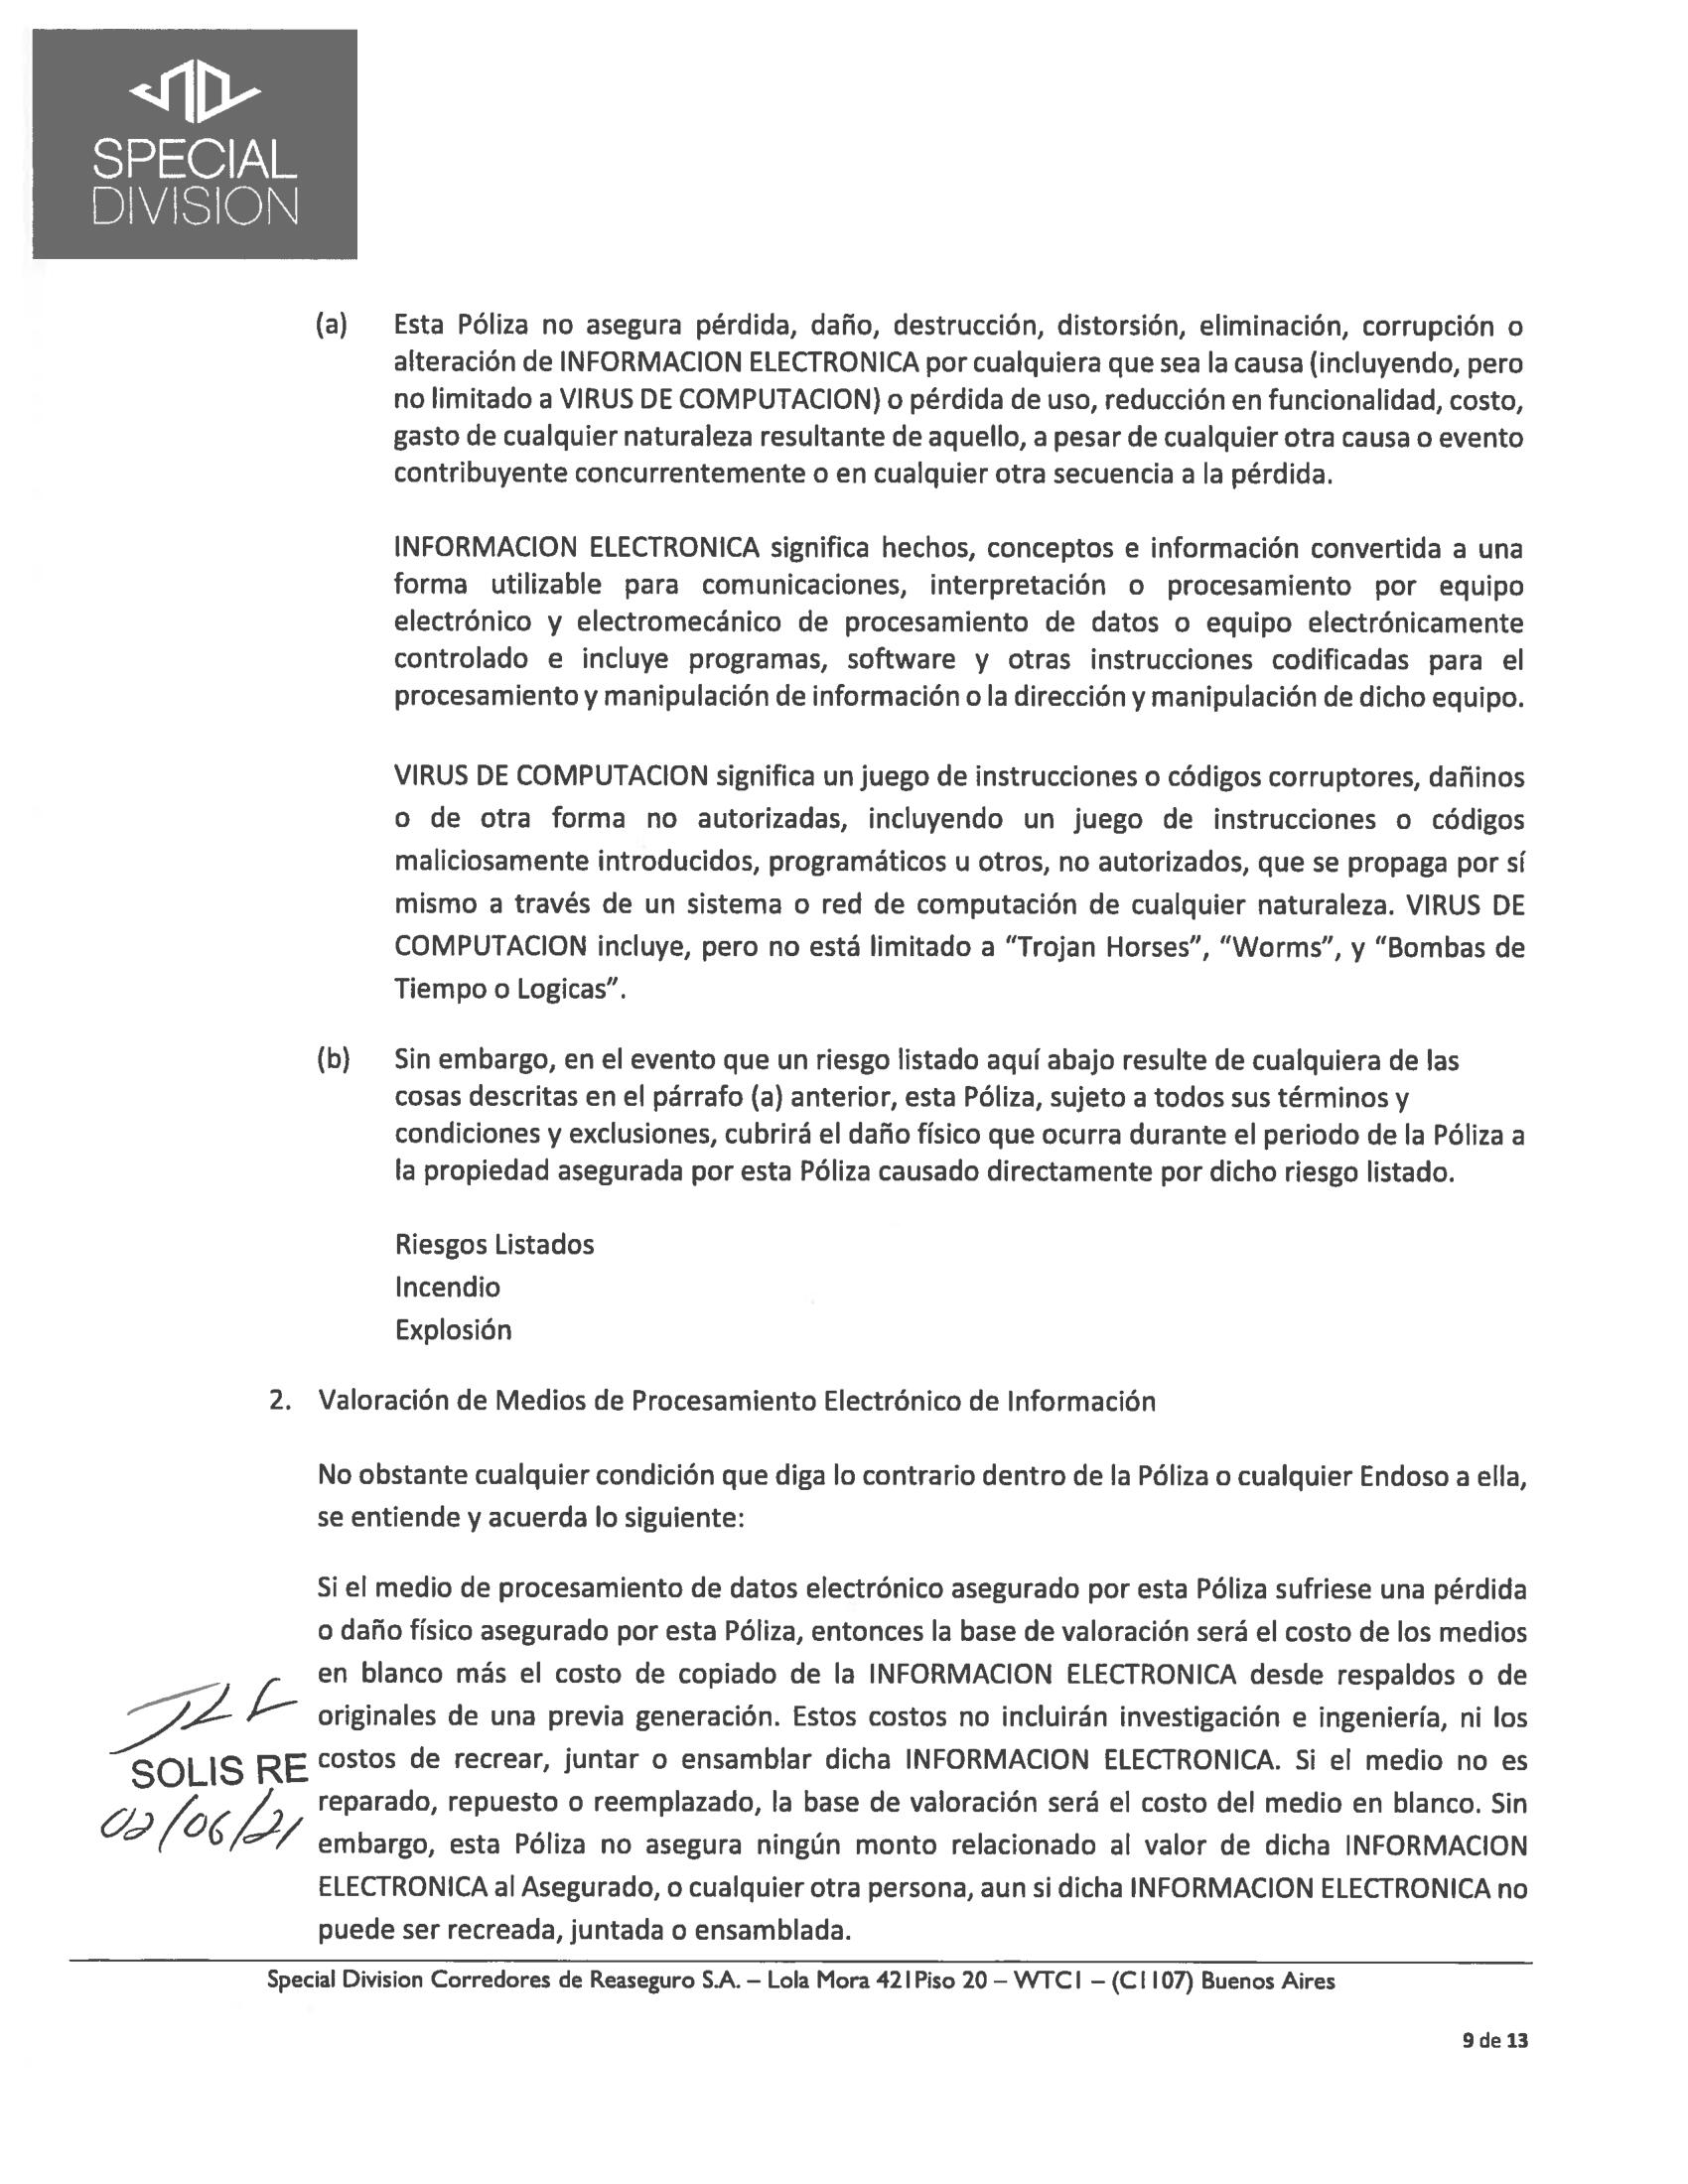 SPECIAL
DIVISION
(a) Esta Póliza no asegura pérdida, daño, destrucción, distorsión, eliminación, corrupción o
alteración de INFORMACION ELECTRONICA por cualquiera que sea la causa (incluyendo, pero
no limitado a VIRUS DE COMPUTACION) o pérdida de uso, reducción en funcionalidad, costo,
gasto de cualquier naturaleza resultante de aquello, a pesar de cualquier otra causa o evento
contribuyente concurrentemente o en cualquier otra secuencia a la pérdida.
INFORMACION ELECTRONICA significa hechos, conceptos e información convertida a una
forma utilizable para comunicaciones, interpretación o procesamiento por equipo
electrónico y electromecánico de procesamiento de datos o equipo electrónicamente
controlado e incluye programas, software y otras instrucciones codificadas para el
procesamiento y manipulación de información o la dirección y manipulación de dicho equipo.
VIRUS DE COMPUTACION significa un juego de instrucciones o códigos corruptores, dañinos
o de otra forma no autorizadas, incluyendo un juego de instrucciones o códigos
maliciosamente introducidos, programáticos u otros, no autorizados, que se propaga por sí
mismo a través de un sistema o red de computación de cualquier naturaleza. VIRUS DE
COMPUTACION incluye, pero no está limitado a “Trojan Horses”, “Worms”, y “Bombas de
Tiempo o Logicas”.
(b) Sin embargo, en el evento que un riesgo listado aquí abajo resulte de cualquiera de las
cosas descritas en el párrafo (a) anterior, esta Póliza, sujeto a todos sus términos y
condiciones y exclusiones, cubrirá el daño físico que ocurra durante el periodo de la Póliza a
la propiedad asegurada por esta Póliza causado directamente por dicho riesgo listado.
Riesgos Listados
Incendio
Explosión
2. Valoración de Medios de Procesamiento Electrónico de Información
No obstante cualquier condición que diga lo contrario dentro de la Póliza o cualquier Endoso a ella,
se entiende y acuerda lo siguiente:
Si el medio de procesamiento de datos electrónico asegurado por esta Póliza sufriese una pérdida
o daño físico asegurado por esta Póliza, entonces la base de valoración será el costo de los medios
en blanco más el costo de copiado de la INFORMACION ELECTRONICA desde respaldos o de
originales de una previa generación. Estos costos no incluirán investigación e ingeniería, ni los
costos de recrear, juntar o ensamblar dicha INFORMACION ELECTRONICA. Si el medio no es
reparado, repuesto o reemplazado, la base de valoración será el costo del medio en blanco. Sin
embargo, esta Póliza no asegura ningún monto relacionado al valor de dicha INFORMACION
ELECTRONICA al Asegurado, o cualquier otra persona, aun si dicha INFORMACION ELECTRONICA no
puede ser recreada, juntada o ensamblada.
SOLIS RE
02/06/21
Special Division Corredores de Reaseguro S.A. – Lola Mora 421 Piso 20 – WTC1 – (C1107) Buenos Aires
9 de 13